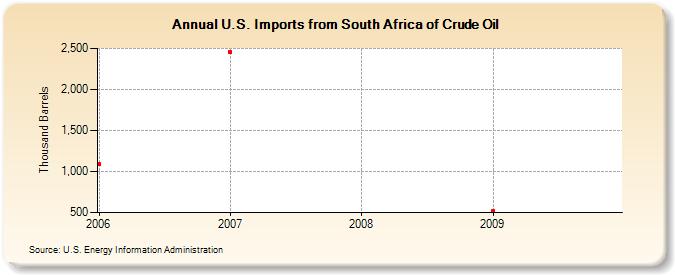 Annual U.S. Imports from South Africa of Crude Oil
Thousand Barrels
2,500
2,000
1,500
1,000
500
2006 2007 2008 2009
Source: U.S. Energy Information Administration